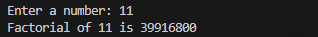 Enter a number: 11
Factorial of 11 is 39916800